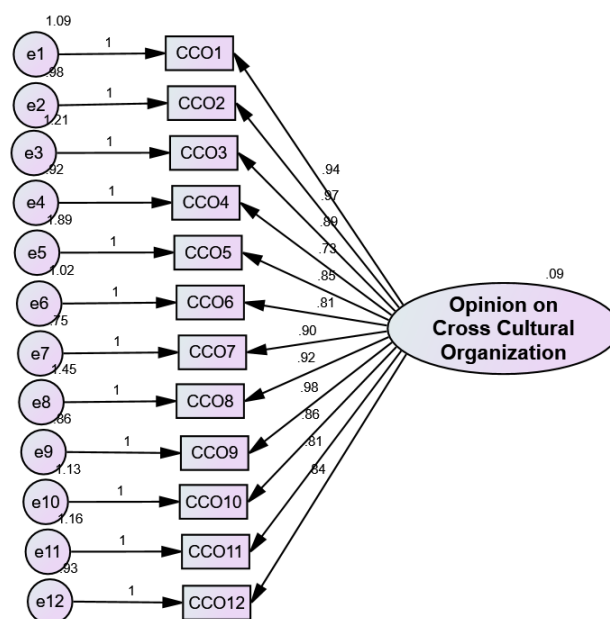 1.09
e1
1
CCO1
.98
e2
1
CCO2
1.21
e3
1
CCO3
.92
e4
1
CCO4
1.89
e5
1
CCO5
1.02
e6
1
CCO6
.75
e7
1
CCO7
1.45
e8
1
CCO8
.86
e9
1
CCO9
1.13
e10
1
CCO10
1.16
e11
1
CCO11
.93
e12
1
CCO12
.94
.97
.89
.73
.85
.81
.90
.92
.98
.86
.81
.84
.09
Opinion on
Cross Cultural
Organization